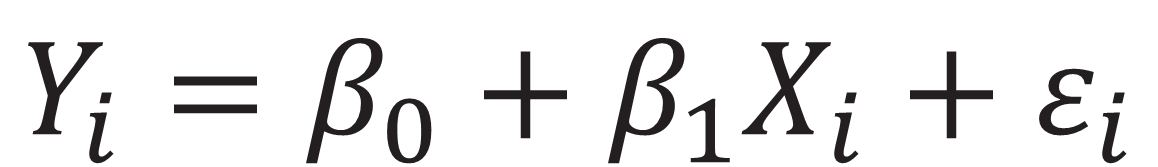 Yᵢ = β₀ + β₁Xᵢ + εᵢ